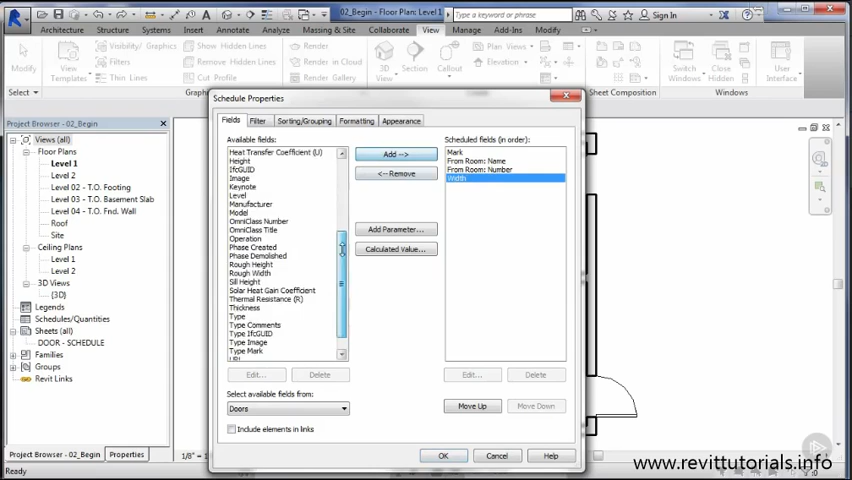 02_Begin - Floor Plan: Level 1
Type a keyword or phrase
Sign In
Architecture Structure Systems Insert Annotate Analyze Massing & Site Collaborate View Manage Add-Ins Modify
Modify
View Templates
Visibility/ Graphics
Filters
Thin Lines
Show Hidden Lines
Remove Hidden Lines
Cut Profile
Render
Render Cloud
Render Gallery
3D View
Section
Callout
Plan Views
Elevation
Switch Windows
Close Hidden
User Interface
Select
Sheet Composition
Windows
Project Browser - 02_Begin
Views (all)
Floor Plans
Level 1
Level 2
Level 02 - T.O. Footing
Level 03 - T.O. Basement Slab
Level 04 - T.O. Fnd. Wall
Roof
Site
Ceiling Plans
Level 1
Level 2
3D Views
{3D}
Legends
Schedules/Quantities
Sheets (all)
DOOR - SCHEDULE
Families
Groups
Revit Links
Project Browser - 02_Begin Properties
Ready
1/8" =
Schedule Properties
Fields Filter Sorting/Grouping Formatting Appearance
Available fields:
Heat Transfer Coefficient (U)
Height
IfcGUID
Image
Keynote
Level
Manufacturer
Model
OmniClass Number
OmniClass Title
Operation
Phase Created
Phase Demolished
Rough Height
Rough Width
Sill Height
Solar Heat Gain Coefficient
Thermal Resistance (R)
Thickness
Type
Type Comments
Type IfcGUID
Type Image
Type Mark
URL
Add -->
<-- Remove
Add Parameter...
Calculated Value...
Scheduled fields (in order):
Mark
From Room: Name
From Room: Number
Width
Edit... Delete
Edit... Delete
Select available fields from:
Doors
Move Up Move Down
Include elements in links
OK Cancel Help
www.revittutorials.info